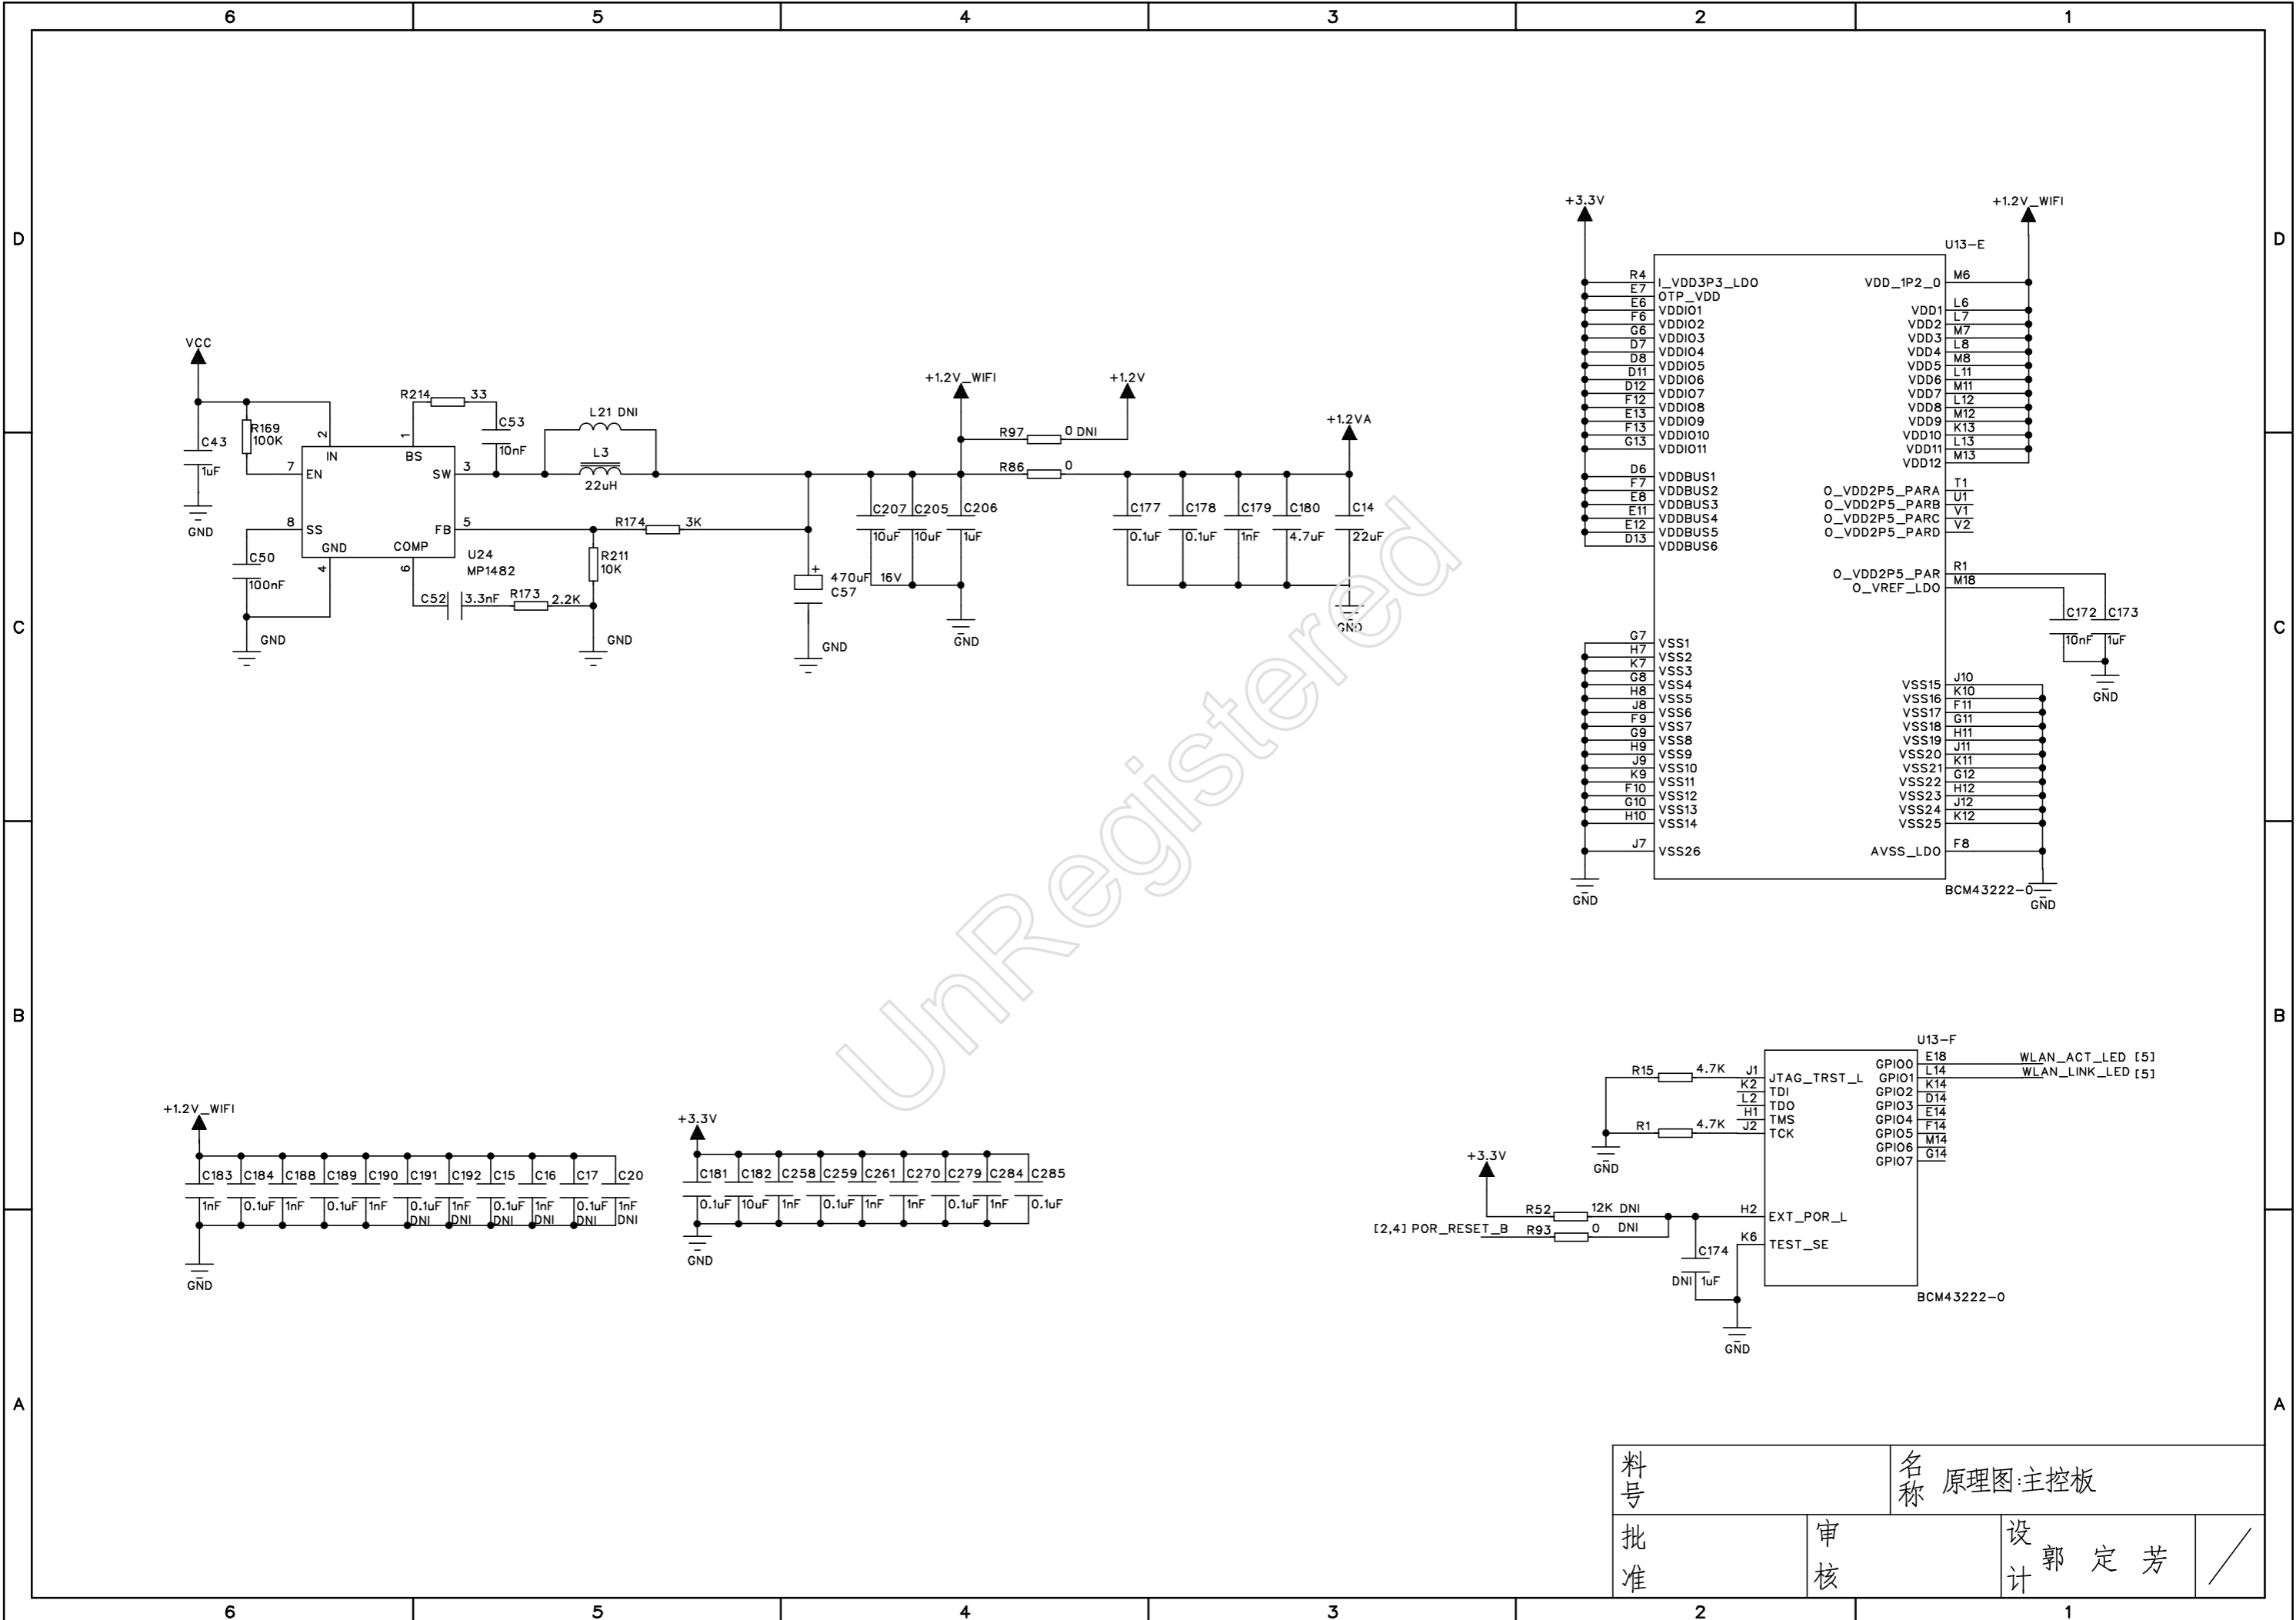 6 5 4 3 2 1
D D
C C
B B
A A
VCC
R169
100K
C43
1uF
GND
C50
100nF
GND
R214 33
C53
10nF
2 1
IN BS
7 EN SW 3
8 SS FB 5
GND COMP
4 6
U24
MP1482
L21 DNI
L3
22uH
R174 3K
R211
10K
C52 3.3nF R173 2.2K
GND
470uF 16V
+
C57
GND
+1.2V_WIFI
+1.2V
+1.2VA
R97 0 DNI
R86 0
C207 C205 C206
10uF 10uF 1uF
GND
C177 C178 C179 C180 C14
0.1uF 0.1uF 1nF 4.7uF 22uF
GND
+3.3V
+1.2V_WIFI
U13-E
R4 I_VDD3P3_LDO
E7 OTP_VDD
E6 VDDIO1
F6 VDDIO2
G6 VDDIO3
D7 VDDIO4
D8 VDDIO5
D11 VDDIO6
D12 VDDIO7
F12 VDDIO8
E13 VDDIO9
F13 VDDIO10
G13 VDDIO11
D6 VDDBUS1
F7 VDDBUS2
E8 VDDBUS3
E11 VDDBUS4
E12 VDDBUS5
D13 VDDBUS6
G7 VSS1
H7 VSS2
K7 VSS3
G8 VSS4
H8 VSS5
J8 VSS6
F9 VSS7
G9 VSS8
H9 VSS9
J9 VSS10
K9 VSS11
F10 VSS12
G10 VSS13
H10 VSS14
J7 VSS26
GND
VDD_1P2_0 M6
VDD1 L6
VDD2 L7
VDD3 M7
VDD4 L8
VDD5 M8
VDD6 L11
VDD7 M11
VDD8 L12
VDD9 M12
VDD10 K13
VDD11 L13
VDD12 M13
O_VDD2P5_PARA T1
O_VDD2P5_PARB U1
O_VDD2P5_PARC V1
O_VDD2P5_PARD V2
O_VDD2P5_PAR R1
O_VREF_LDO M18
C172 C173
10nF 1uF
GND
VSS15 J10
VSS16 K10
VSS17 F11
VSS18 G11
VSS19 H11
VSS20 J11
VSS21 K11
VSS22 G12
VSS23 H12
VSS24 J12
VSS25 K12
AVSS_LDO F8
BCM43222-0
GND
UnRegistered
+1.2V_WIFI
C183 C184 C188 C189 C190 C191 C192 C15 C16 C17 C20
1nF 0.1uF 1nF 0.1uF 1nF 0.1uF 1nF 0.1uF 1nF 0.1uF 1nF
DNI DNI DNI DNI DNI DNI
GND
+3.3V
C181 C182 C258 C259 C261 C270 C279 C284 C285
0.1uF 10uF 1nF 0.1uF 1nF 1nF 0.1uF 1nF 0.1uF
GND
U13-F
R15 4.7K J1 JTAG_TRST_L
K2 TDI
L2 TDO
H1 TMS
R1 4.7K J2 TCK
GND
+3.3V
R52 12K DNI H2 EXT_POR_L
[2,4] POR_RESET_B R93 0 DNI
K6 TEST_SE
C174
DNI 1uF
GND
GPIO0 E18 WLAN_ACT_LED [5]
GPIO1 L14 WLAN_LINK_LED [5]
GPIO2 K14
GPIO3 D14
GPIO4 E14
GPIO5 F14
GPIO6 M14
GPIO7 G14
BCM43222-0
料号 名称 原理图:主控板
批准 审核 设计 郭定芳
6 5 4 3 2 1